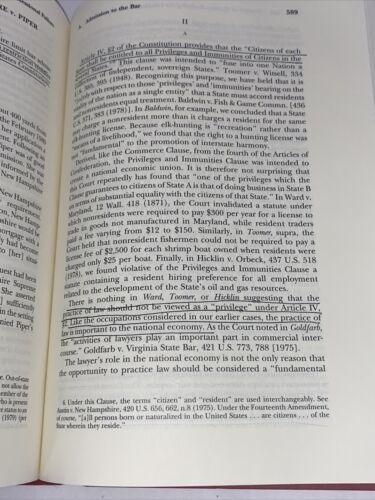 A. Admission to the Bar 589
E v. PIPER
II
A
Article IV, §2 of the Constitution provides that the "Citizens of each
shall be entitled to all Privileges and Immunities of Citizens in the
This clause was intended to "fuse into one Nation a
of independent, sovereign States." Toomer v. Witsell, 334
385, 395 (1948). Recognizing this purpose, we have held that it is
with respect to those 'privileges' and 'immunities' bearing on the
of the nation as a single entity" that a State must accord residents
nonresidents equal treatment. Baldwin v. Fish & Game Commn. [436
371, 383 (1978)]. In Baldwin, for example, we concluded that a State
charge a nonresident more than it charges a resident for the same
hunting license. Because elk-hunting is "recreation" rather than a
"means of a livelihood," we found that the right to a hunting license was
"fundamental" to the promotion of interstate harmony.
Derived, like the Commerce Clause, from the fourth of the Articles of
Confederation, the Privileges and Immunities Clause was intended to
a national economic union. It is therefore not surprising that
this Court repeatedly has found that "one of the privileges which the
Clause guarantees to citizens of State A is that of doing business in State B
on terms of substantial equality with the citizens of that State." In Ward v.
Maryland, 12 Wall. 418 (1871), the Court invalidated a statute under
which nonresidents were required to pay $300 per year for a license to
trade in goods not manufactured in Maryland, while resident traders
paid a fee varying from $12 to $150. Similarly, in Toomer, supra, the
Court held that nonresident fishermen could not be required to pay a
license fee of $2,500 for each shrimp boat owned when residents were
charged only $25 per boat. Finally, in Hicklin v. Orbeck, 437 U.S. 518
(1978), we found violative of the Privileges and Immunities Clause a
statute containing a resident hiring preference for all employment
related to the development of the State's oil and gas resources.
There is nothing in Ward, Toomer, or Hicklin suggesting that the
practice of law should not be viewed as a "privilege" under Article IV,
§2. Like the occupations considered in our earlier cases, the practice of
law is important to the national economy. As the Court noted in Goldfarb,
the "activities of lawyers play an important part in commercial inter-
course." Goldfarb v. Virginia State Bar, 421 U.S. 773, 788 [1975].
The lawyer's role in the national economy is not the only reason that
the opportunity to practice law should be considered a "fundamental
6. Under this Clause, the terms "citizen" and "resident" are used interchangeably. See
Austin v. New Hampshire, 420 U.S. 656, 662, n.8 (1975). Under the Fourteenth Amendment,
of course, "[a]ll persons born or naturalized in the United States . . . are citizens . . . of the
State wherein they reside."